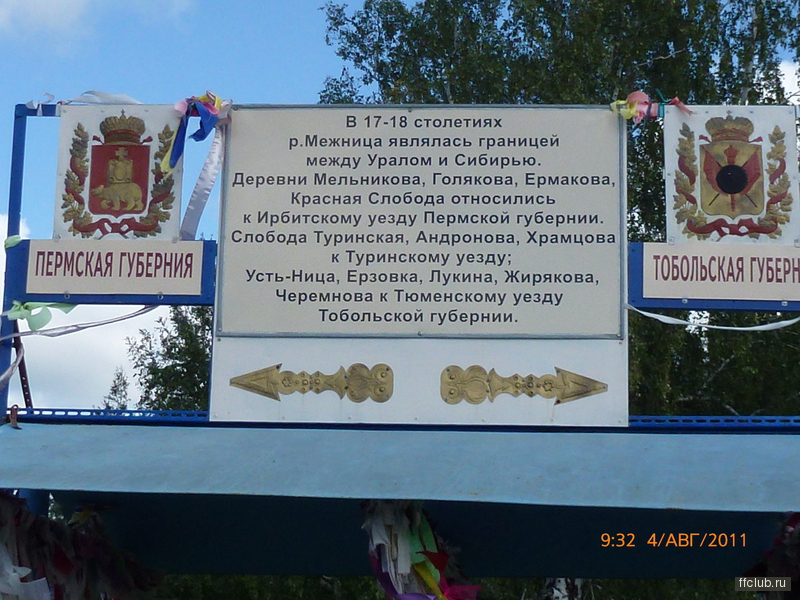 В 17-18 столетиях
р.Межница являлась границей
между Уралом и Сибирью.
Деревни Мельникова, Голякова, Ермакова,
Красная Слобода относились
к Ирбитскому уезду Пермской губернии.
Слобода Туринская, Андронова, Храмцова
к Туринскому уезду;
Усть-Ница, Ерзовка, Лукина, Жирякова,
Черемнова к Тюменскому уезду
Тобольской губернии.
ПЕРМСКАЯ ГУБЕРНИЯ
ТОБОЛЬСКАЯ ГУБЕРН
9:32 4/АВГ/2011
ffclub.ru